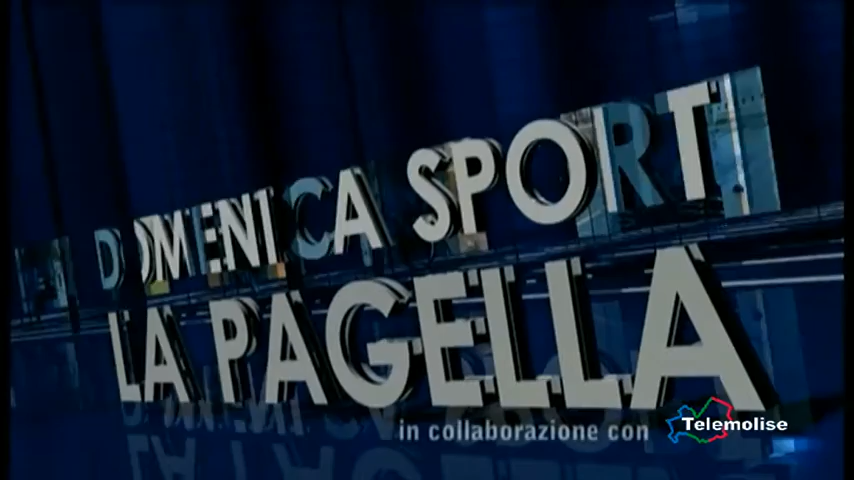 DOMENICA SPORT
LA PAGELLA
in collaborazione con
Telemolise